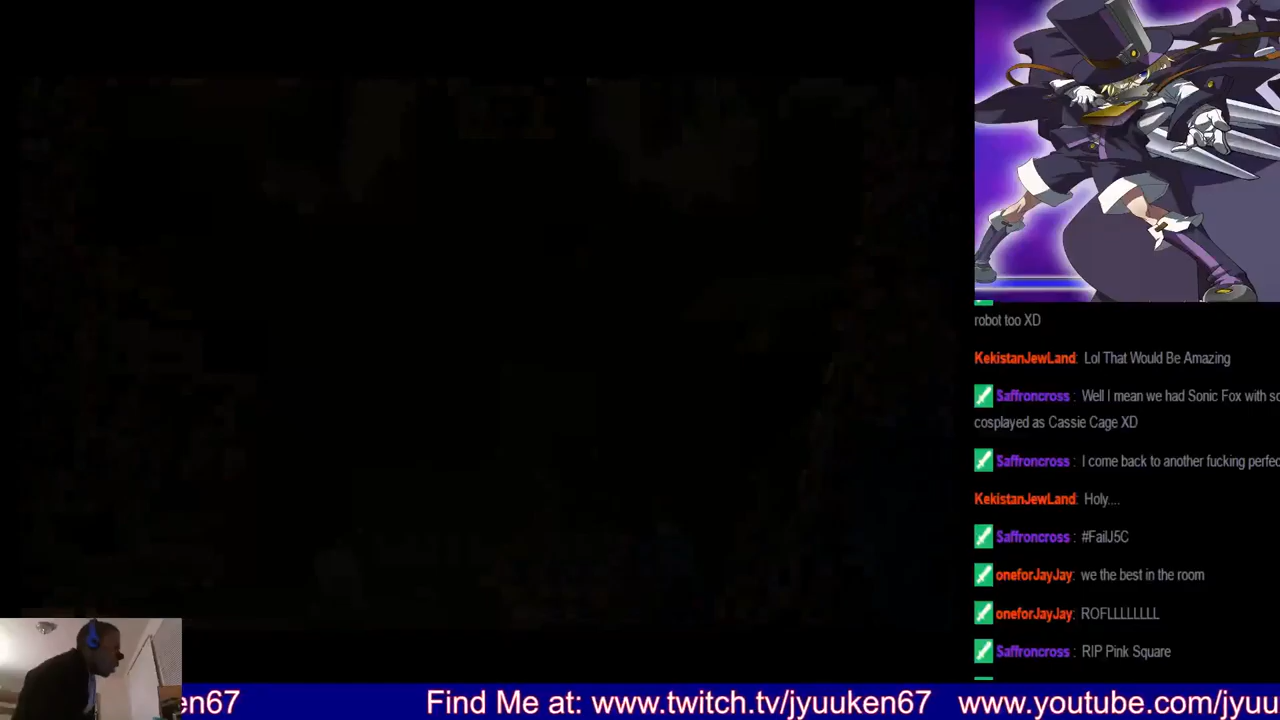 robot too XD
KekistanJewLand: Lol That Would Be Amazing
Saffroncross : Well I mean we had Sonic Fox with
cosplayed as Cassie Cage XD
Saffroncross : I come back to another fucking perfec
KekistanJewLand: Holy....
Saffroncross : #FailJ5C
oneforJayJay: we the best in the room
oneforJayJay: ROFLLLLLLLL
Saffroncross : RIP Pink Square
en67 Find Me at: www.twitch.tv/jyuuken67 www.youtube.com/jyuu